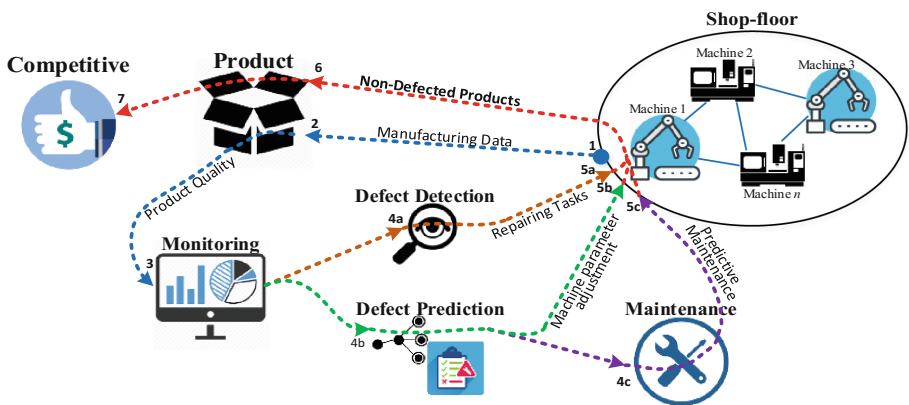 Shop-floor
Machine 2
Machine 3
Machine 1
Machine n
Competitive
Product
6
7
Non-Defected Products
2
Manufacturing Data
1
5a
5b
5c
Product Quality
Defect Detection
4a
Repairing Tasks
Monitoring
3
Machine parameter
adjustment
Predictive
Maintenance
Defect Prediction
4b
Maintenance
4c
$